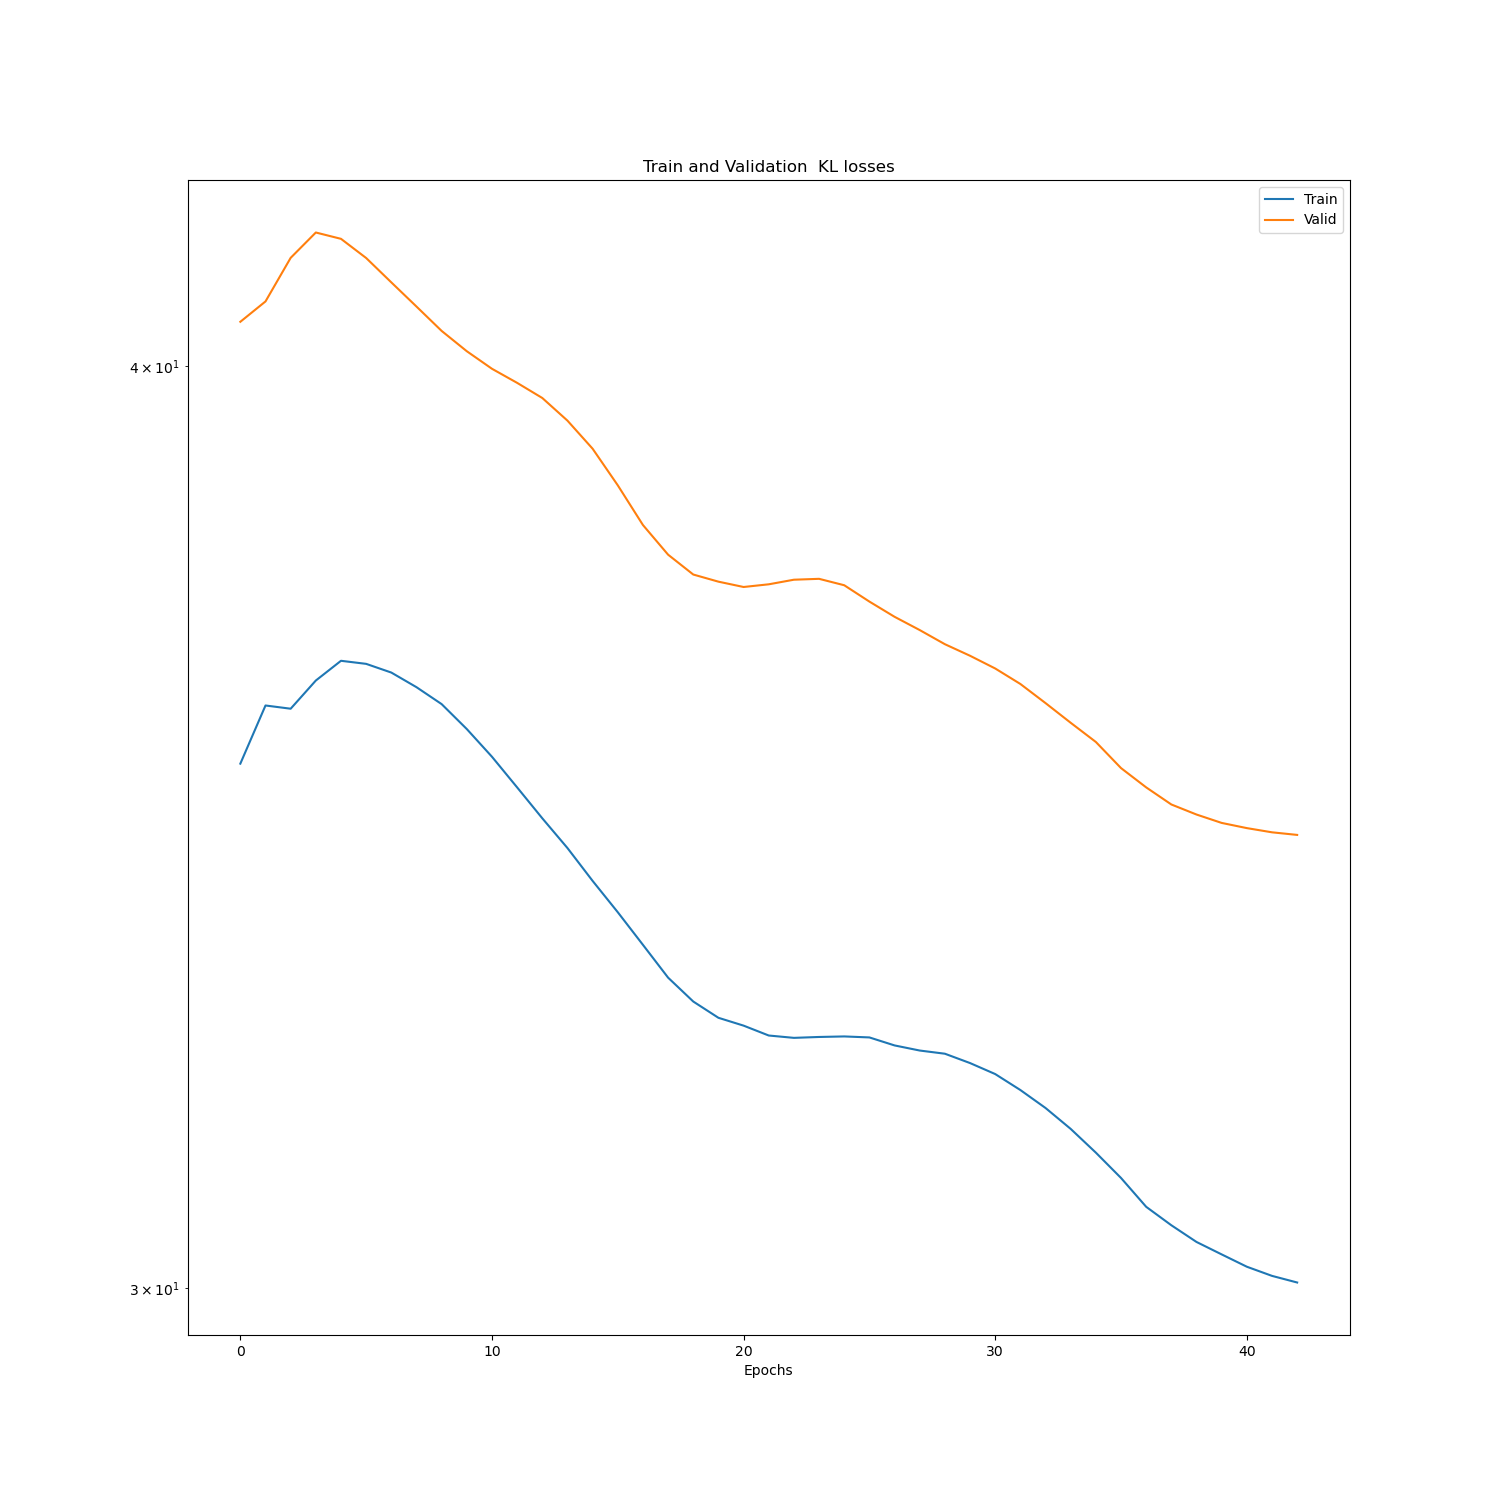 Train and Validation  KL losses
Train
Valid
4 × 10¹
3 × 10¹
0 10 20 30 40
Epochs